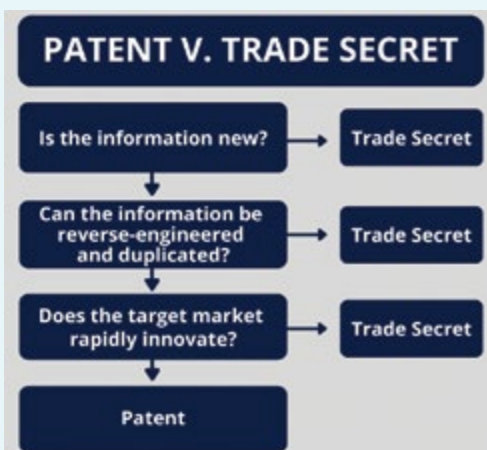 PATENT V. TRADE SECRET
Is the information new?
Trade Secret
Can the information be
reverse-engineered
and duplicated?
Trade Secret
Does the target market
rapidly innovate?
Trade Secret
Patent